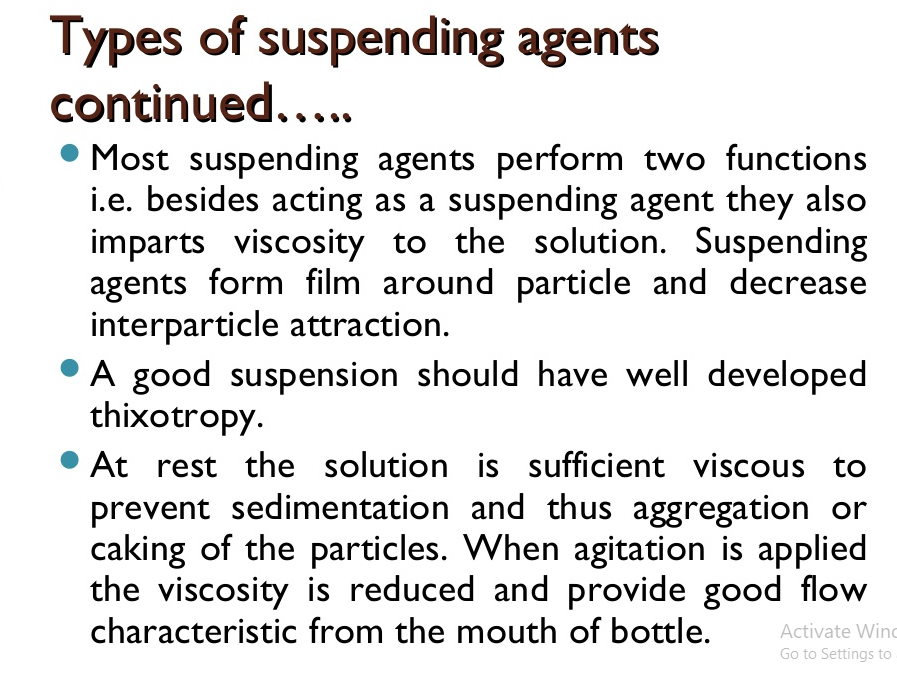 Types of suspending agents
continued…..
Most suspending agents perform two functions
i.e. besides acting as a suspending agent they also
imparts viscosity to the solution. Suspending
agents form film around particle and decrease
interparticle attraction.
A good suspension should have well developed
thixotropy.
At rest the solution is sufficient viscous to
prevent sedimentation and thus aggregation or
caking of the particles. When agitation is applied
the viscosity is reduced and provide good flow
characteristic from the mouth of bottle.
Activate Wind
Go to Settings to